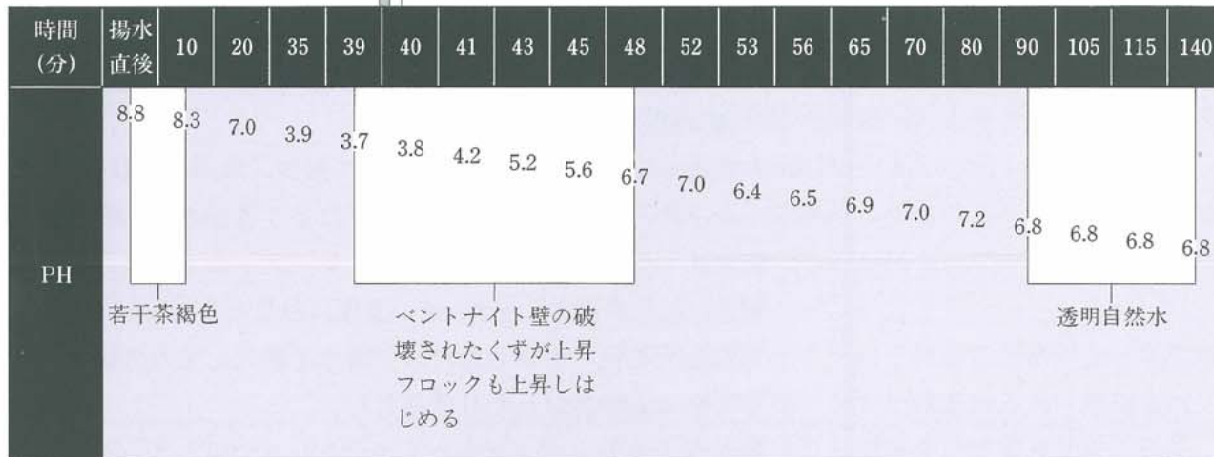 時間
(分) 揚水
直後 10 20 35 39 40 41 43 45 48 52 53 56 65 70 80 90 105 115 140
PH 8.8 8.3 7.0 3.9 3.7 3.8 4.2 5.2 5.6 6.7 7.0 6.4 6.5 6.9 7.0 7.2 6.8 6.8 6.8 6.8
若干茶褐色
ベントナイト壁の破
壊されたくずが上昇
フロックも上昇しは
じめる
透明自然水